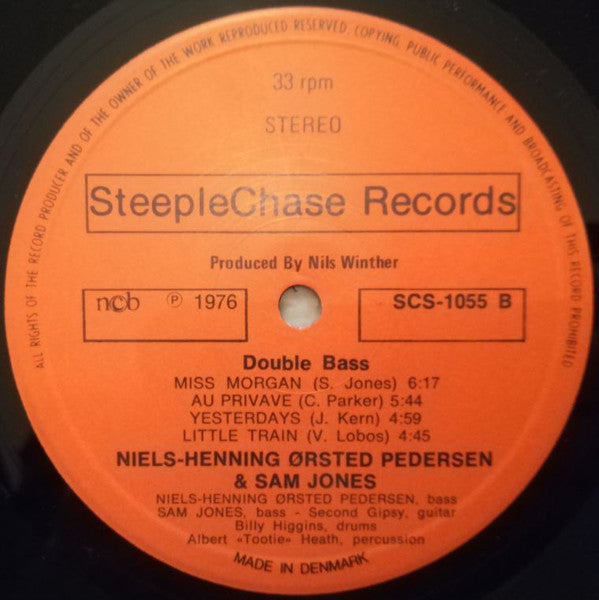 ALL RIGHTS OF THE RECORD PRODUCER AND OF THE OWNER OF THE WORK REPRODUCED RESERVED. COPYING, PUBLIC PERFORMANCE AND BROADCASTING OF THIS RECORD PROHIBITED
33 rpm
STEREO
SteepleChase Records
Produced By Nils Winther
ncb ℗ 1976
SCS-1055 B
Double Bass
MISS MORGAN (S. Jones) 6:17
AU PRIVAVE (C. Parker) 5:44
YESTERDAYS (J. Kern) 4:59
LITTLE TRAIN (V. Lobos) 4:45
NIELS-HENNING ØRSTED PEDERSEN
& SAM JONES
NIELS-HENNING ØRSTED PEDERSEN, bass
SAM JONES, bass - Second Gipsy, guitar
Billy Higgins, drums
Albert «Tootie» Heath, percussion
MADE IN DENMARK